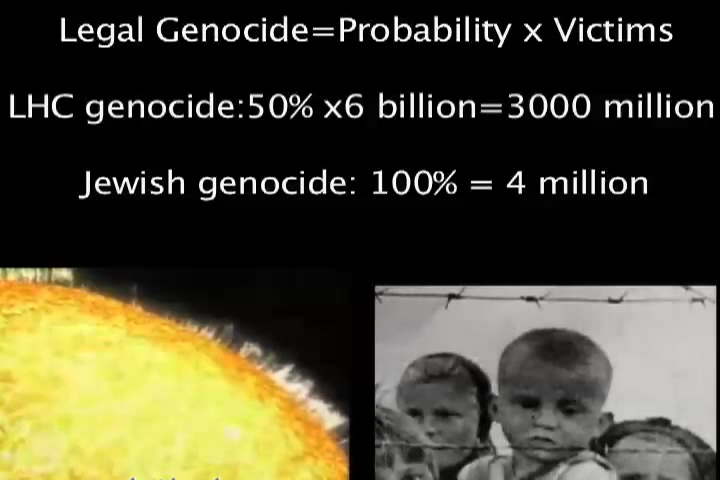 Legal Genocide=Probability x Victims
LHC genocide:50% x6 billion=3000 million
Jewish genocide: 100% = 4 million